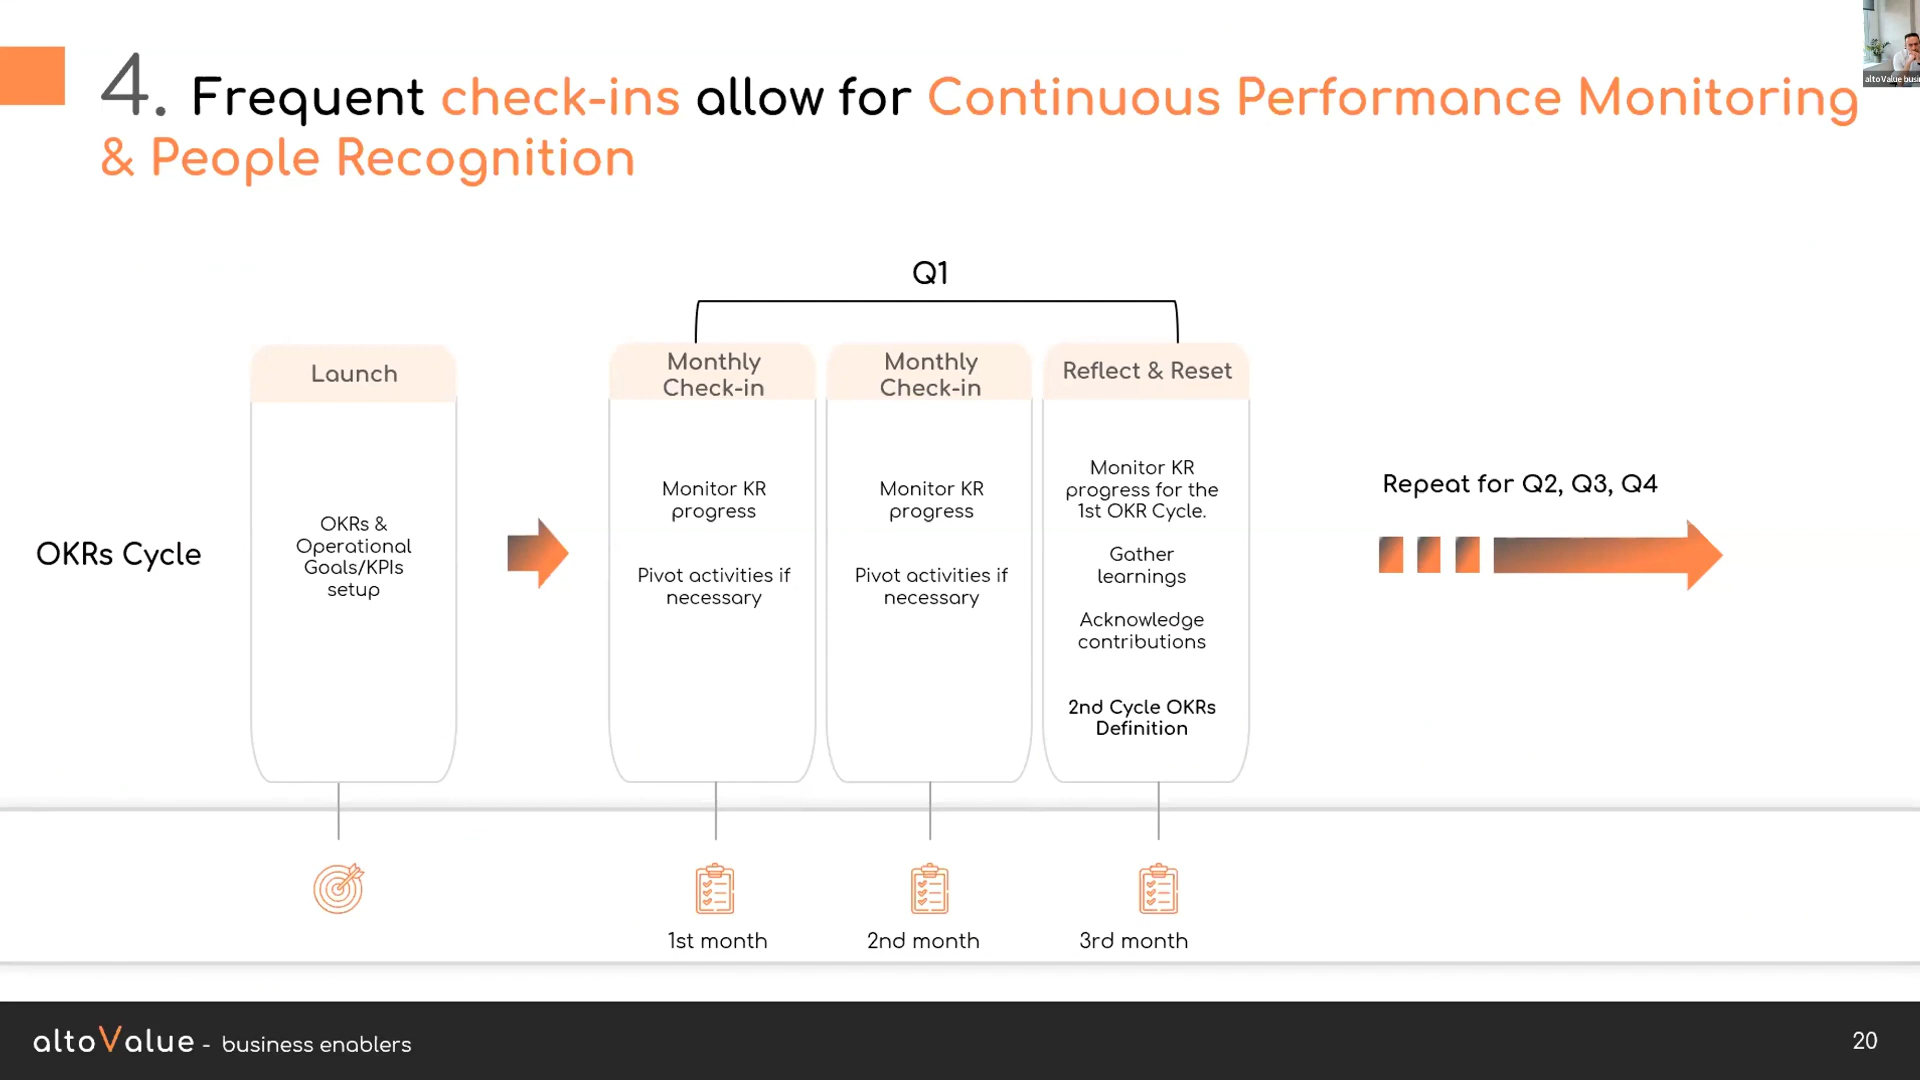 4. Frequent check-ins allow for Continuous Performance Monitoring
& People Recognition
alto Value busi
Q1
Launch
Monthly
Check-in
Monthly
Check-in
Reflect & Reset
OKRs Cycle
OKRs &
Operational
Goals/KPIs
setup
Monitor KR
progress
Pivot activities if
necessary
Monitor KR
progress
Pivot activities if
necessary
Monitor KR
progress for the
1st OKR Cycle.
Gather
learnings
Acknowledge
contributions
2nd Cycle OKRs
Definition
Repeat for Q2, Q3, Q4
1st month
2nd month
3rd month
altoValue - business enablers
20